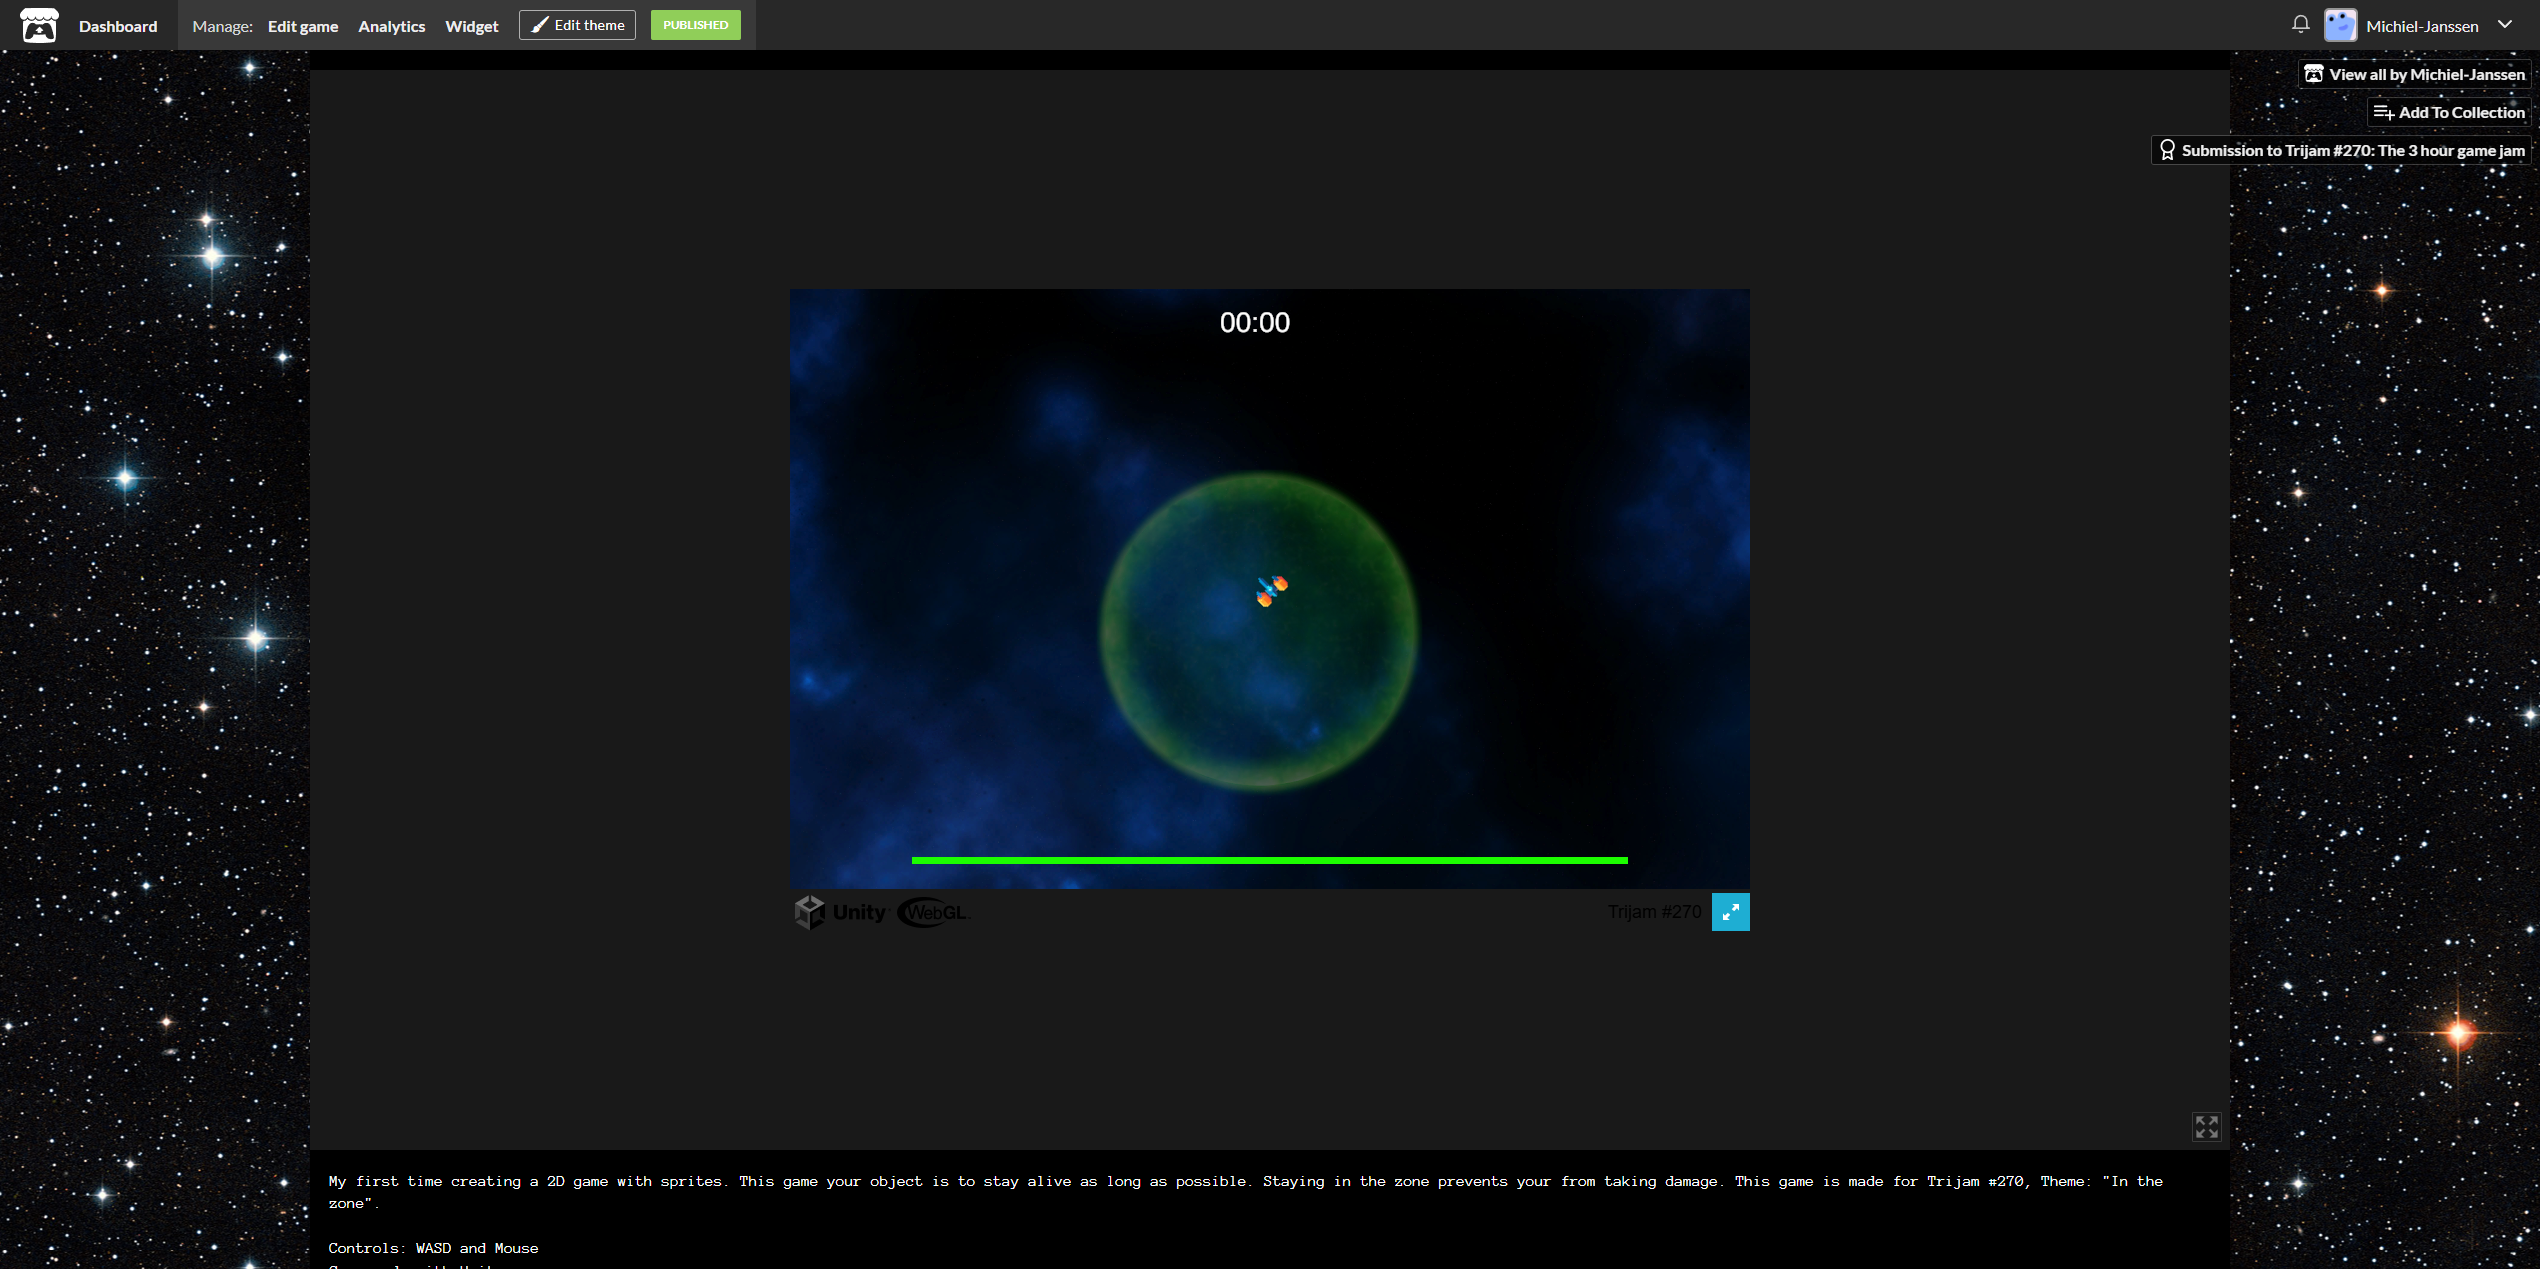 Dashboard
Manage: Edit game Analytics Widget Edit theme PUBLISHED
Michiel-Janssen
View all by Michiel-Janssen
Add To Collection
Submission to Trijam #270: The 3 hour game jam
00:00
Unity WebGL
Trijam #270
My first time creating a 2D game with sprites. This game your object is to stay alive as long as possible. Staying in the zone prevents your from taking damage. This game is made for Trijam #270, Theme: "In the
zone".
Controls: WASD and Mouse